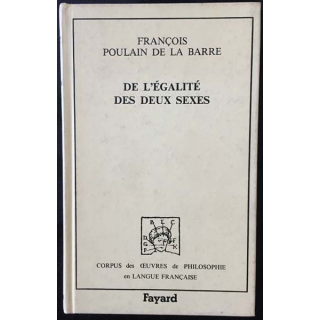 FRANÇOIS
POULAIN DE LA BARRE
DE L'ÉGALITÉ
DES DEUX SEXES
CORPUS des ŒUVRES de PHILOSOPHIE
en LANGUE FRANÇAISE
Fayard